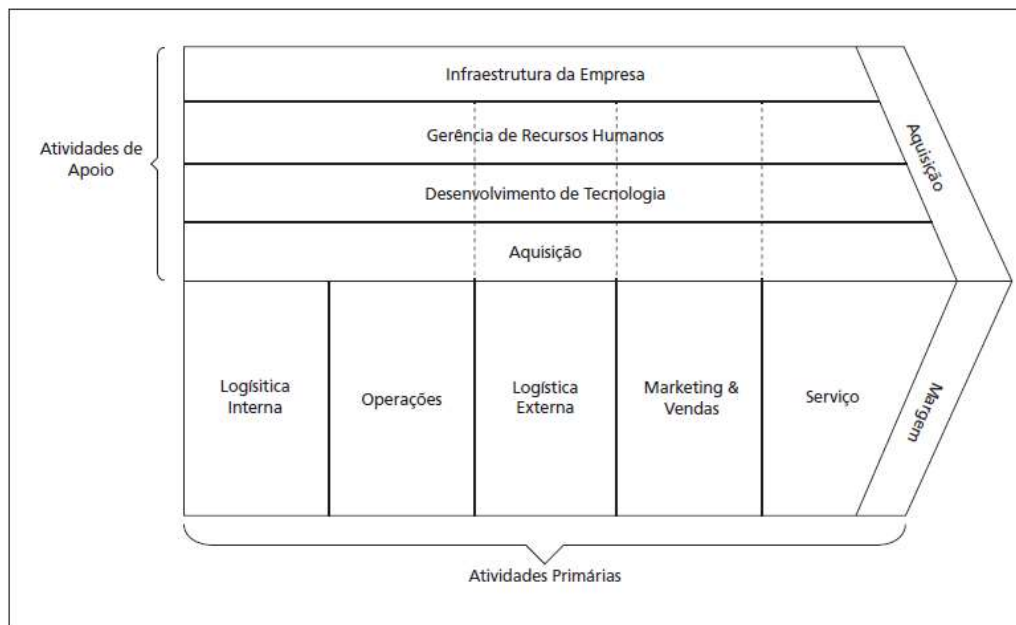 Infraestrutura da Empresa
Gerência de Recursos Humanos
Atividades de
Apoio
Desenvolvimento de Tecnologia
Aquisição
Aquisição
Logísitica
Interna
Operações
Logística
Externa
Marketing &
Vendas
Serviço
Margem
Atividades Primárias